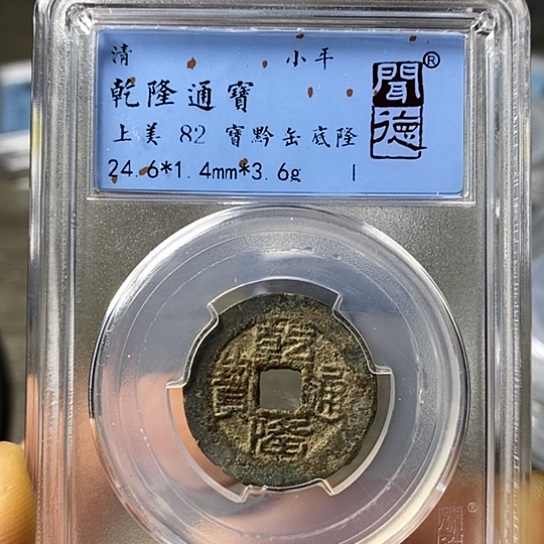 清 小平
乾隆通寶
上美 82 寶黔缶底隆
24.6*1.4mm*3.6g
聞德®
乾隆通寶